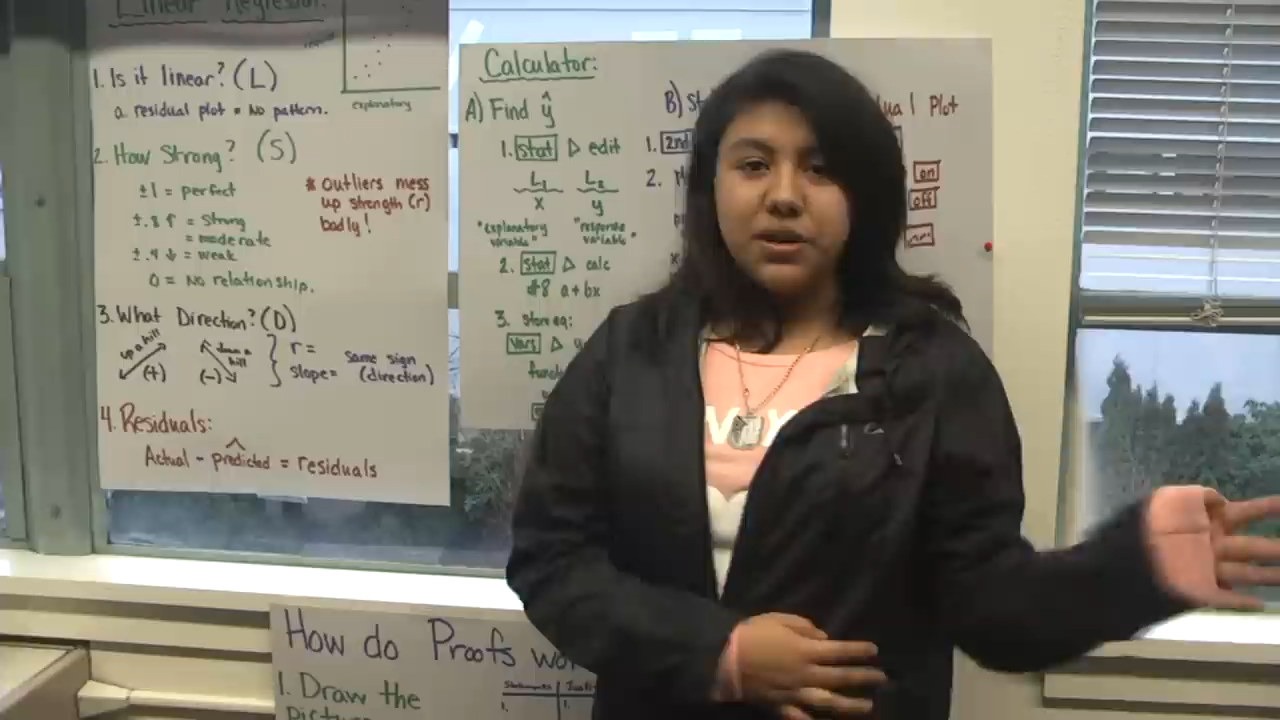 Linear Regression:
explanatory
1. Is it linear? (L)
a. residual plot = No pattern.
2. How Strong? (S)
±1 = perfect
±.8 ↑ = Strong
= moderate
±.4 ↓ = weak
0 = No relationship.
* outliers mess
up strength (r)
badly!
3. What Direction? (D)
up a hill
(+)
down a
hill
(-)
r =
slope =
Same sign
(direction)
4. Residuals:
Actual - predicted = residuals
Calculator:
A) Find ŷ
1. stat ▷ edit
L1 L2
x y
"explanatory
variable"
"response
variable"
2. stat ▷ calc
#8 a+bx
3. store eq:
Vars ▷
B)
Plot
1. 2nd
2.
on
off
How do Proofs
1. Draw the
Statements
1. 1.